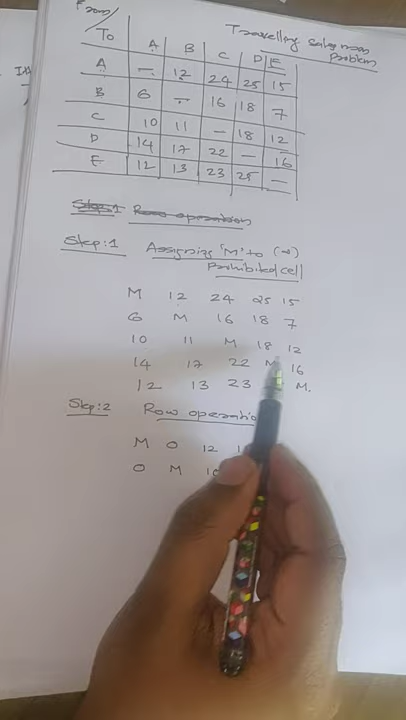 From
To
Travelling salesman
Problem
A B C D E
A - 12 24 25 15
B 6 - 16 18 7
C 10 11 - 18 12
D 14 17 22 - 16
E 12 13 23 25 -
Step:1 Row operation
Step:1 Assigning 'M' to (∞)
Prohibited cell
M 12 24 25 15
6 M 16 18 7
10 11 M 18 12
14 17 22 M 16
12 13 23 M.
Step:2 Row operation
M 0 12
0 M 10